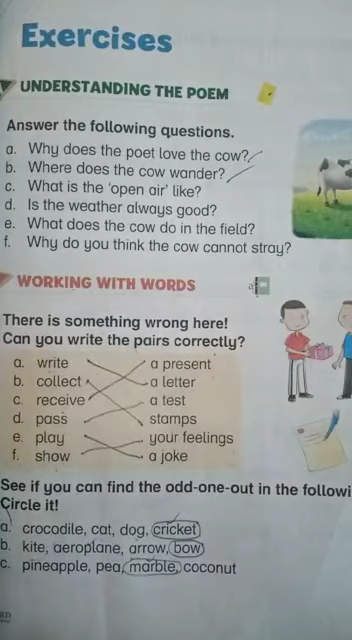 Exercises
UNDERSTANDING THE POEM
Answer the following questions.
a. Why does the poet love the cow?
b. Where does the cow wander?
c. What is the 'open air' like?
d. Is the weather always good?
e. What does the cow do in the field?
f. Why do you think the cow cannot stray?
WORKING WITH WORDS
There is something wrong here!
Can you write the pairs correctly?
a. write a present
b. collect a letter
c. receive a test
d. pass stamps
e. play your feelings
f. show a joke
See if you can find the odd-one-out in the followi
Circle it!
a. crocodile, cat, dog, cricket
b. kite, aeroplane, arrow, bow
c. pineapple, pea, marble, coconut